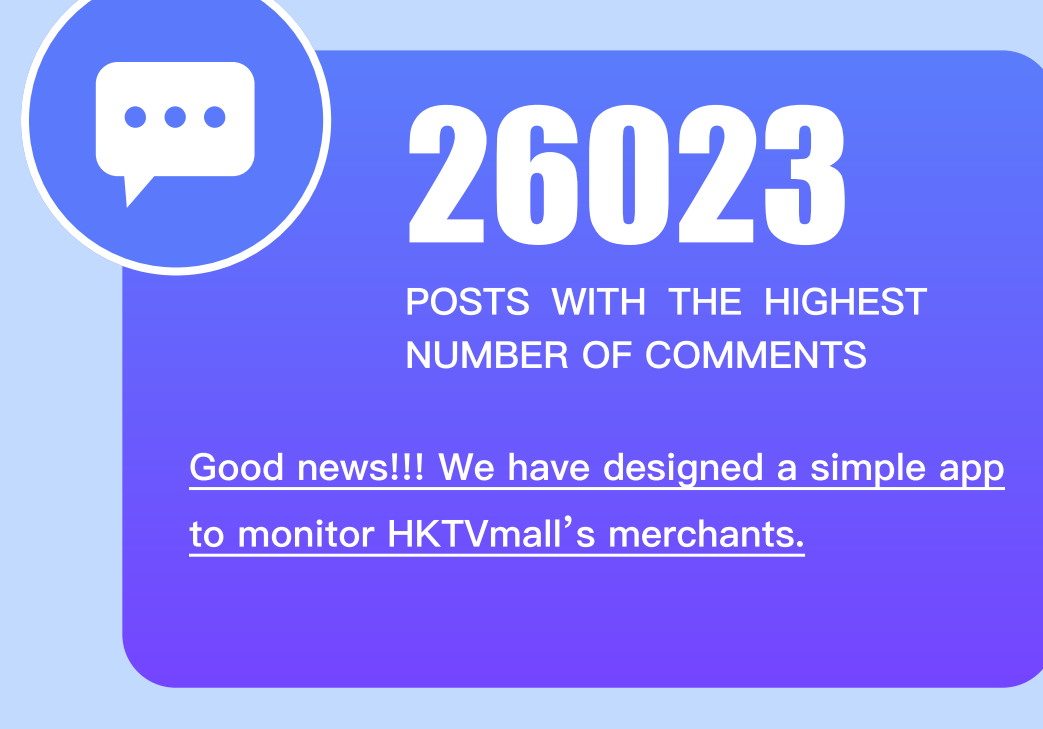 26023
POSTS WITH THE HIGHEST
NUMBER OF COMMENTS
Good news!!! We have designed a simple app
to monitor HKTVmall’s merchants.